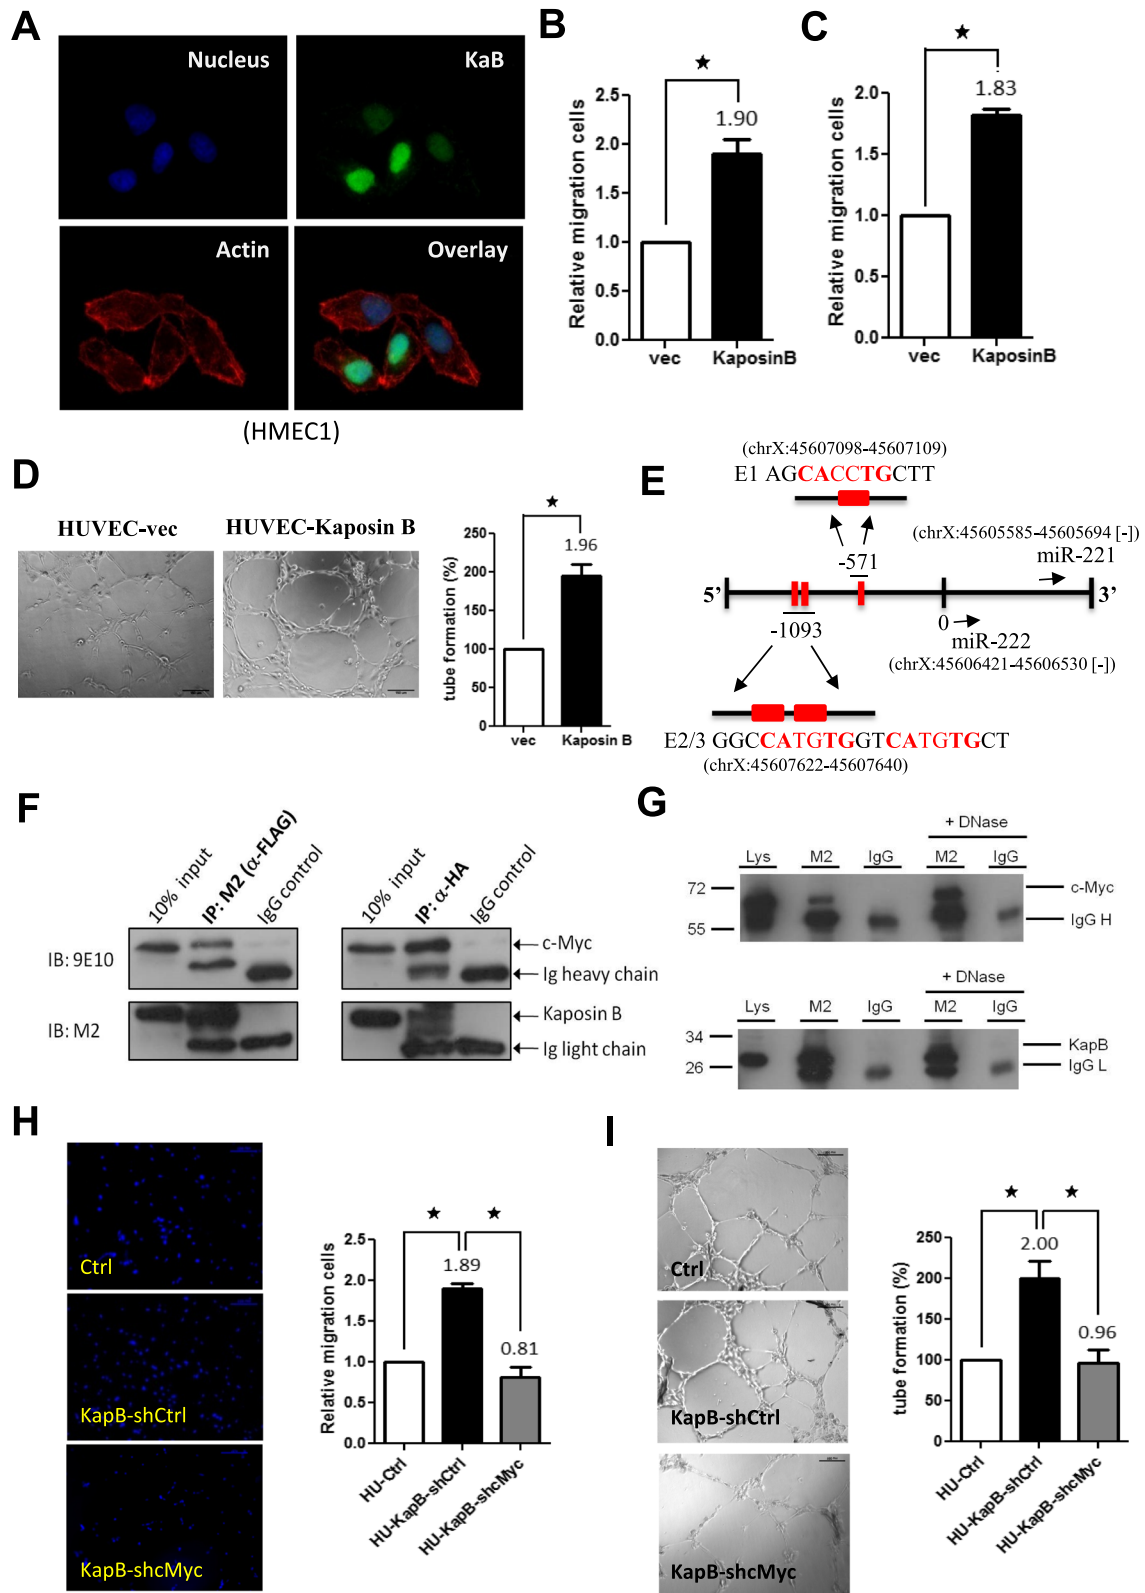 A
Nucleus
KaB
Actin
Overlay
(HMEC1)
B
Relative migration cells
2.5
2.0
1.5
1.0
0.5
0.0
1.90
vec
KaposinB
C
Relative migration cells
2.0
1.5
1.0
0.5
0.0
1.83
vec
KaposinB
D
HUVEC-vec
HUVEC-Kaposin B
tube formation (%)
250
200
150
100
50
0
1.96
vec
Kaposin B
E
(chrX:45607098-45607109)
E1 AGCACCTGCTT
-571
(chrX:45605585-45605694 [-])
miR-221
5’
3’
-1093
0
miR-222
(chrX:45606421-45606530 [-])
E2/3 GGCCATGTGGTCATGTGCT
(chrX:45607622-45607640)
F
10% input
IP: M2 (α-FLAG)
IgG control
10% input
IP: α-HA
IgG control
IB: 9E10
c-Myc
Ig heavy chain
IB: M2
Kaposin B
Ig light chain
G
+ DNase
Lys
M2
IgG
M2
IgG
72
55
c-Myc
IgG H
+ DNase
Lys
M2
IgG
M2
IgG
34
26
KapB
IgG L
H
Ctrl
KapB-shCtrl
KapB-shcMyc
Relative migration cells
2.5
2.0
1.5
1.0
0.5
0.0
1.89
0.81
HU-Ctrl
HU-KapB-shCtrl
HU-KapB-shcMyc
I
Ctrl
KapB-shCtrl
KapB-shcMyc
tube formation (%)
250
200
150
100
50
0
2.00
0.96
HU-Ctrl
HU-KapB-shCtrl
HU-KapB-shcMyc